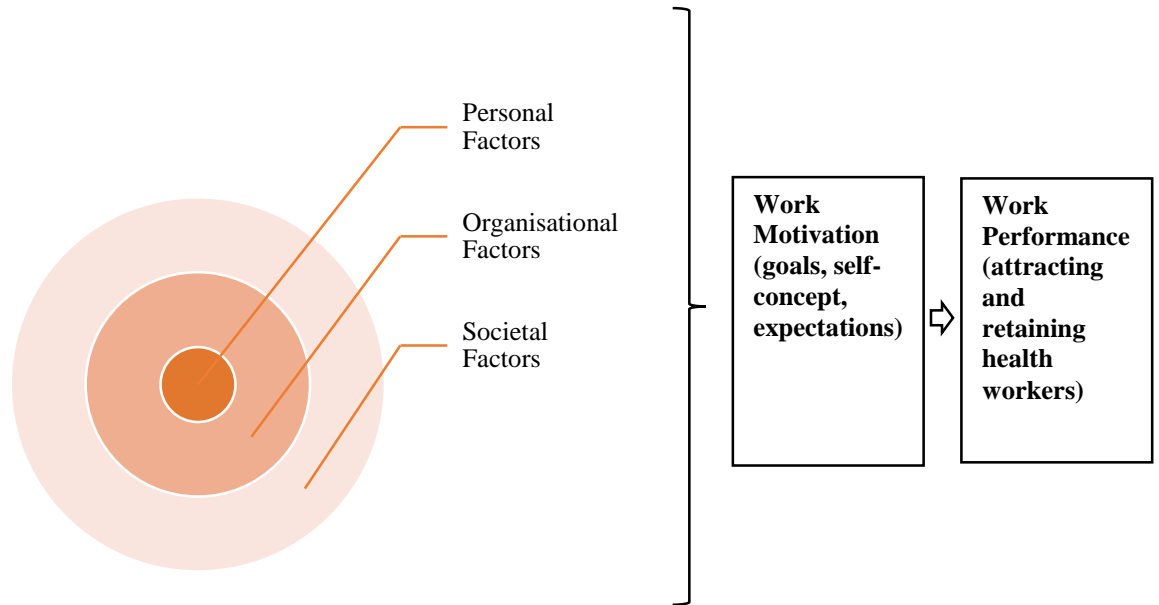 Personal
Factors
Organisational
Factors
Societal
Factors
Work
Motivation
(goals, self-
concept,
expectations)
Work
Performance
(attracting
and
retaining
health
workers)